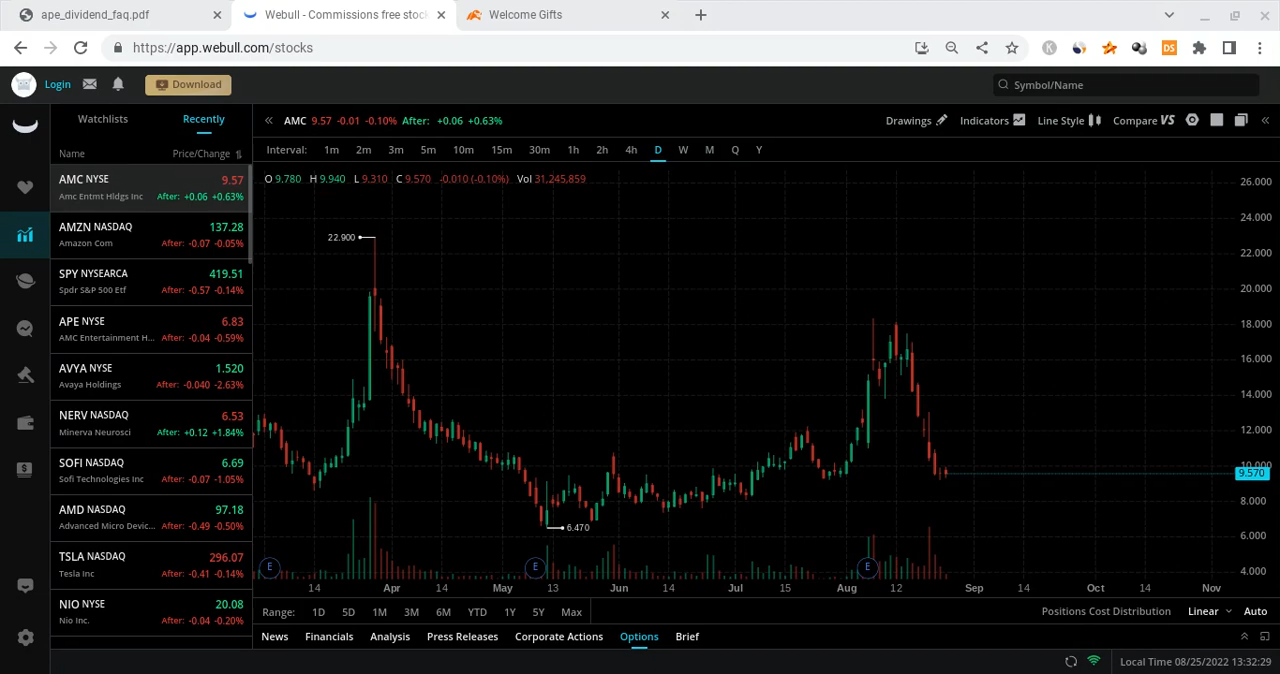 ape_dividend_faq.pdf
Webull - Commissions free stock
Welcome Gifts
https://app.webull.com/stocks
K
DS
Login
Download
Symbol/Name
Watchlists
Recently
AMC 9.57 -0.01 -0.10% After: +0.06 +0.63%
Drawings
Indicators
Line Style
Compare VS
Name
Price/Change
Interval: 1m 2m 3m 5m 10m 15m 30m 1h 2h 4h D W M Q Y
AMC NYSE 9.57
Amc Entmt Hldgs Inc After: +0.06 +0.63%
AMZN NASDAQ 137.28
Amazon Com After: -0.07 -0.05%
SPY NYSEARCA 419.51
Spdr S&P 500 Etf After: -0.57 -0.14%
APE NYSE 6.83
AMC Entertainment H... After: -0.04 -0.59%
AVYA NYSE 1.520
Avaya Holdings After: -0.040 -2.63%
NERV NASDAQ 6.53
Minerva Neurosci After: +0.12 +1.84%
SOFI NASDAQ 6.69
Sofi Technologies Inc After: -0.07 -1.05%
AMD NASDAQ 97.18
Advanced Micro Devic... After: -0.49 -0.50%
TSLA NASDAQ 296.07
Tesla Inc After: -0.41 -0.14%
NIO NYSE 20.08
Nio Inc. After: -0.04 -0.20%
O 9.780 H 9.940 L 9.310 C 9.570 -0.010 (-0.10%) Vol 31,245,859
22.900
6.470
26.000
24.000
22.000
20.000
18.000
16.000
14.000
12.000
10.000
9.570
8.000
6.000
4.000
E E E
14 Apr 14 May 13 Jun 14 Jul 15 Aug 12 Sep 14 Oct 14 Nov
Range: 1D 5D 1M 3M 6M YTD 1Y 5Y Max
Positions Cost Distribution Linear Auto
News Financials Analysis Press Releases Corporate Actions Options Brief
Local Time 08/25/2022 13:32:29